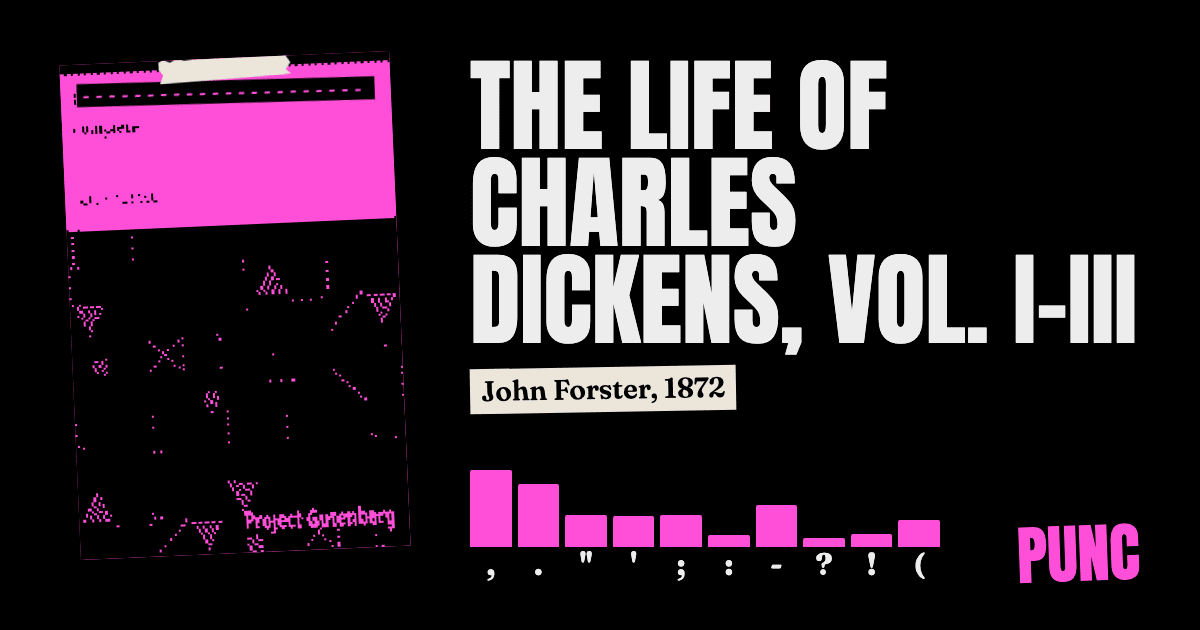 THE LIFE OF
CHARLES
DICKENS, VOL. I-III
John Forster, 1872
, . " ' ; : - ? ! (
Project Gutenberg
PUNC